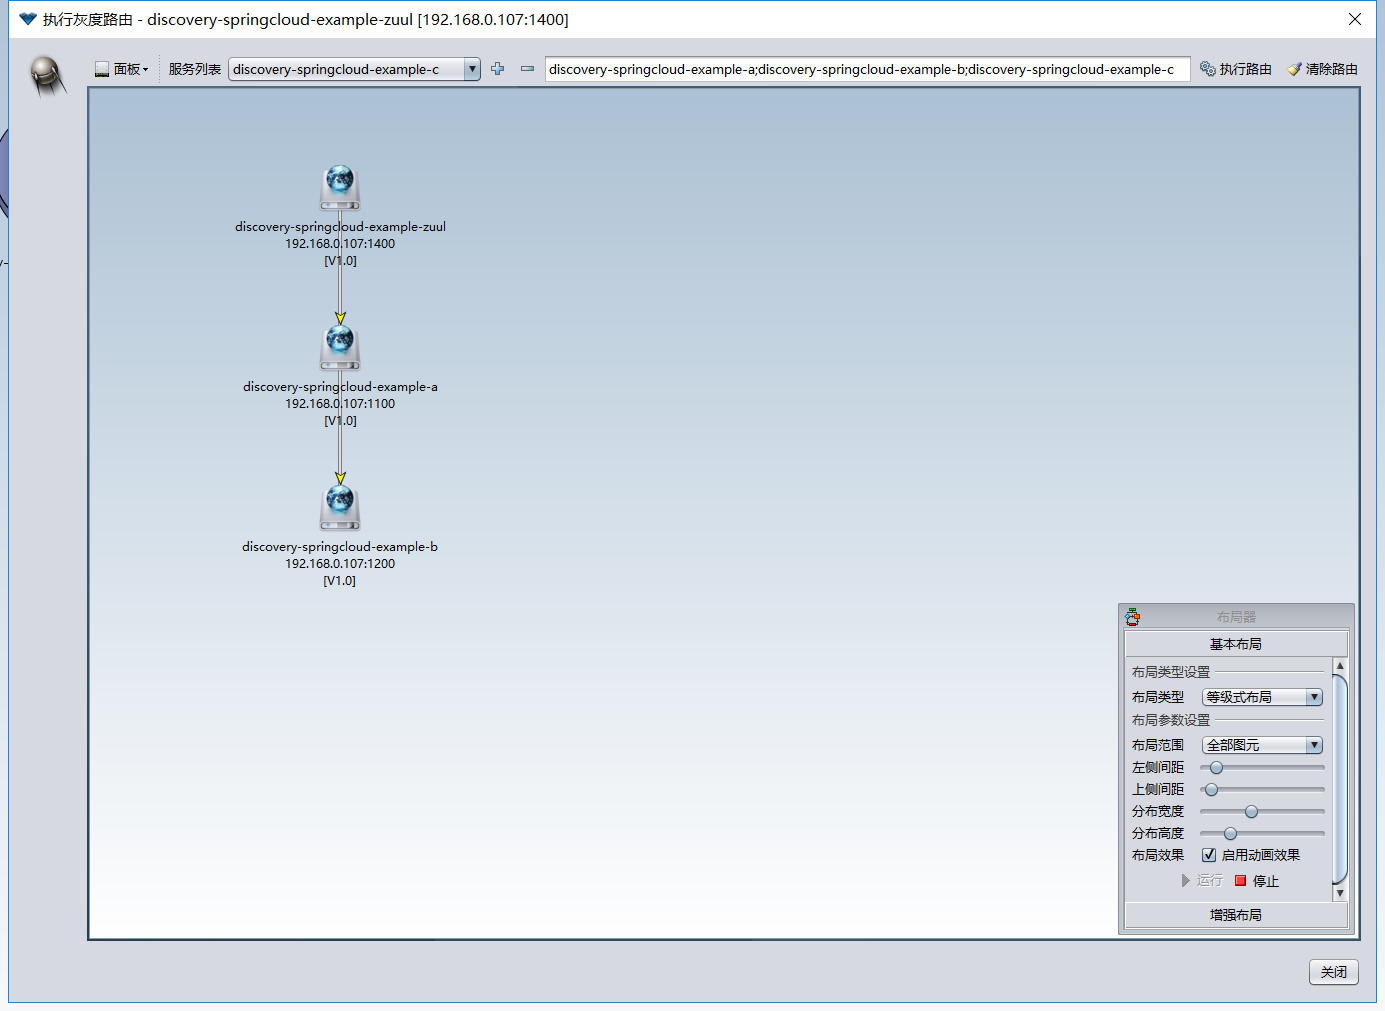 执行灰度路由 - discovery-springcloud-example-zuul [192.168.0.107:1400]
面板 服务列表 discovery-springcloud-example-c discovery-springcloud-example-a;discovery-springcloud-example-b;discovery-springcloud-example-c 执行路由 清除路由
discovery-springcloud-example-zuul
192.168.0.107:1400
[V1.0]
discovery-springcloud-example-a
192.168.0.107:1100
[V1.0]
discovery-springcloud-example-b
192.168.0.107:1200
[V1.0]
布局器
基本布局
布局类型设置
布局类型 等级式布局
布局参数设置
布局范围 全部图元
左侧间距
上侧间距
分布宽度
分布高度
布局效果 启用动画效果
运行 停止
增强布局
关闭